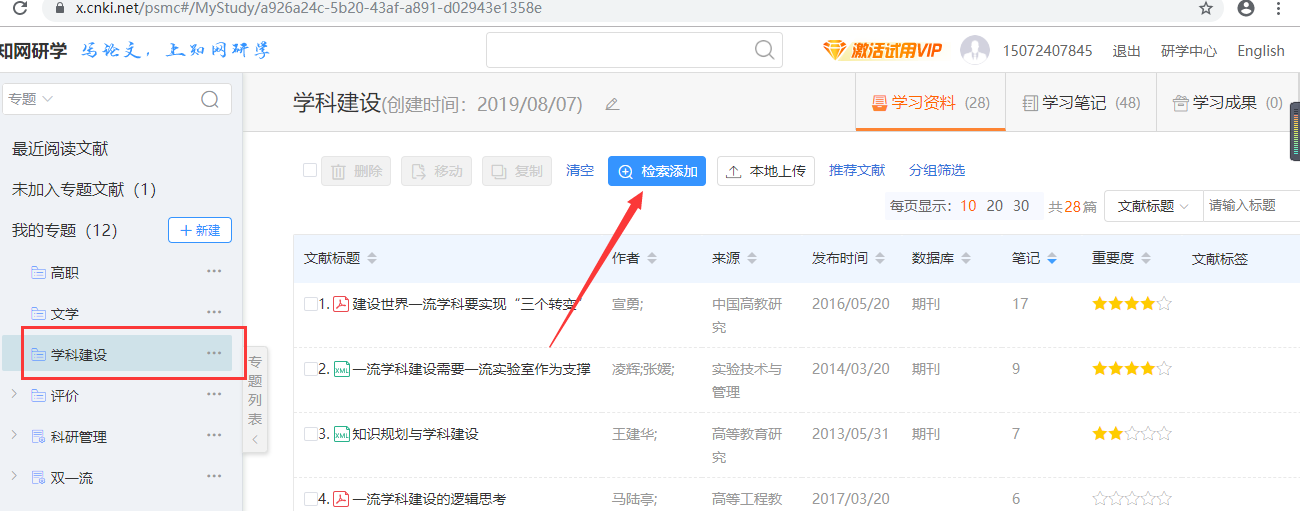 x.cnki.net/psmc#/MyStudy/a926a24c-5b20-43af-a891-d02943e1358e
知网研学 写论文，上知网研学
激活试用VIP 15072407845 退出 研学中心 English
专题
学科建设(创建时间：2019/08/07)
学习资料 (28) 学习笔记 (48) 学习成果 (0)
最近阅读文献
未加入专题文献（1）
我的专题（12） 新建
高职
文学
学科建设
评价
科研管理
双一流
专题列表
删除 移动 复制 清空 检索添加 本地上传 推荐文献 分组筛选
每页显示：10 20 30 共28篇 文献标题 请输入标题
文献标题 作者 来源 发布时间 数据库 笔记 重要度 文献标签
1. 建设世界一流学科要实现“三个转变” 宣勇; 中国高教研究 2016/05/20 期刊 17
2. XML 一流学科建设需要一流实验室作为支撑 凌辉;张媛; 实验技术与管理 2014/03/20 期刊 9
3. XML 知识规划与学科建设 王建华; 高等教育研究 2013/05/31 期刊 7
4. 一流学科建设的逻辑思考 马陆亭; 高等工程教 2017/03/20 6